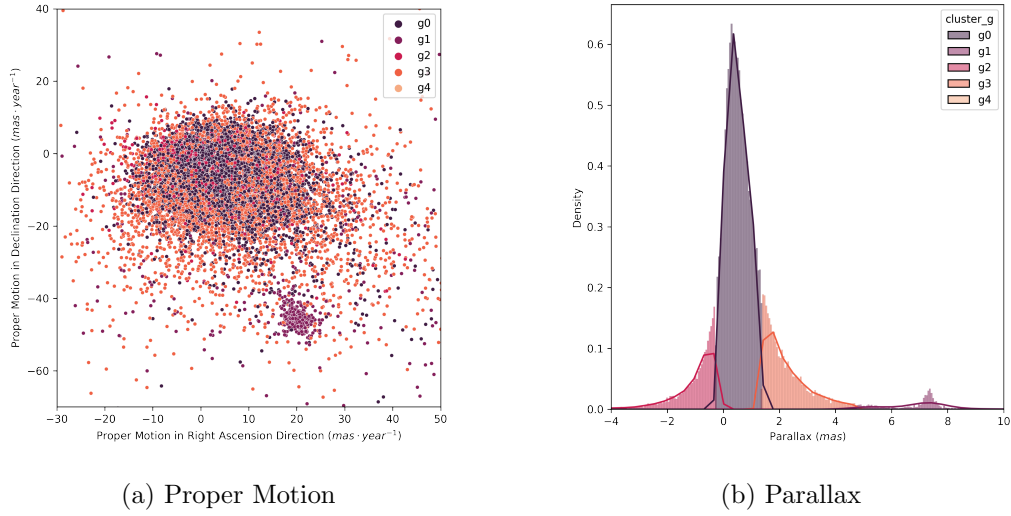 40
20
0
−20
−40
−60
−30
−20
−10
0
10
20
30
40
50
Proper Motion in Declination Direction (mas · year⁻¹)
Proper Motion in Right Ascension Direction (mas · year⁻¹)
g0
g1
g2
g3
g4
(a) Proper Motion
0.6
0.5
0.4
0.3
0.2
0.1
0.0
−4
−2
0
2
4
6
8
10
Density
Parallax (mas)
cluster_g
g0
g1
g2
g3
g4
(b) Parallax